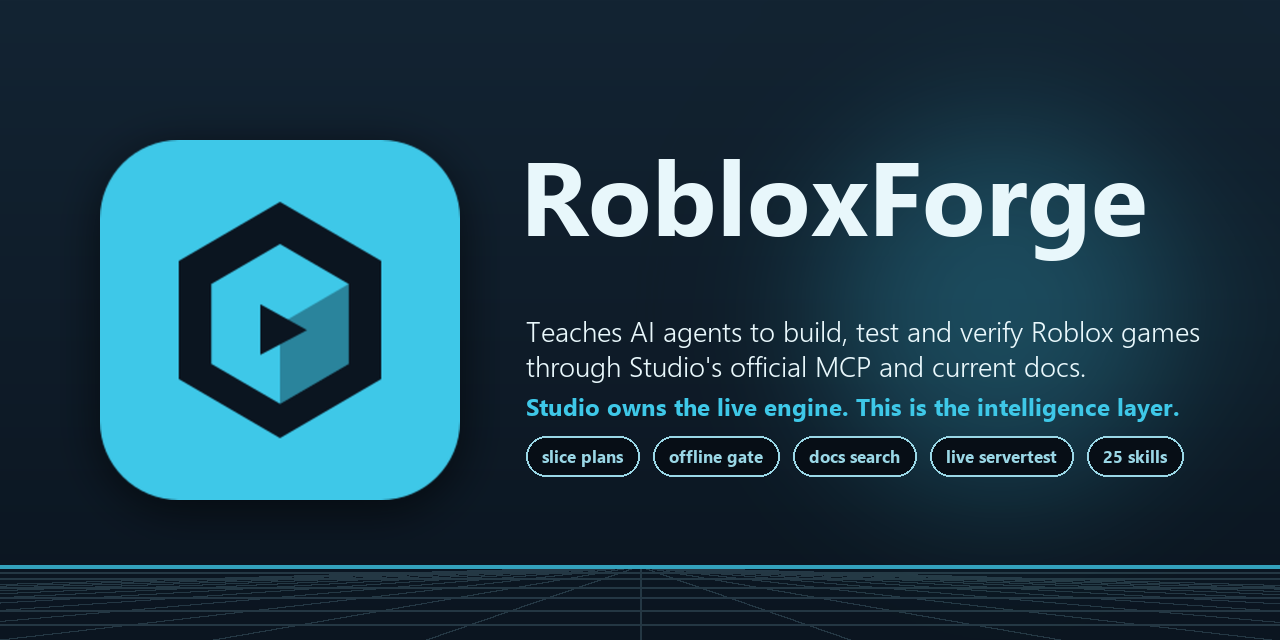 RobloxForge
Teaches AI agents to build, test and verify Roblox games
through Studio's official MCP and current docs.
Studio owns the live engine. This is the intelligence layer.
slice plans offline gate docs search live servertest 25 skills